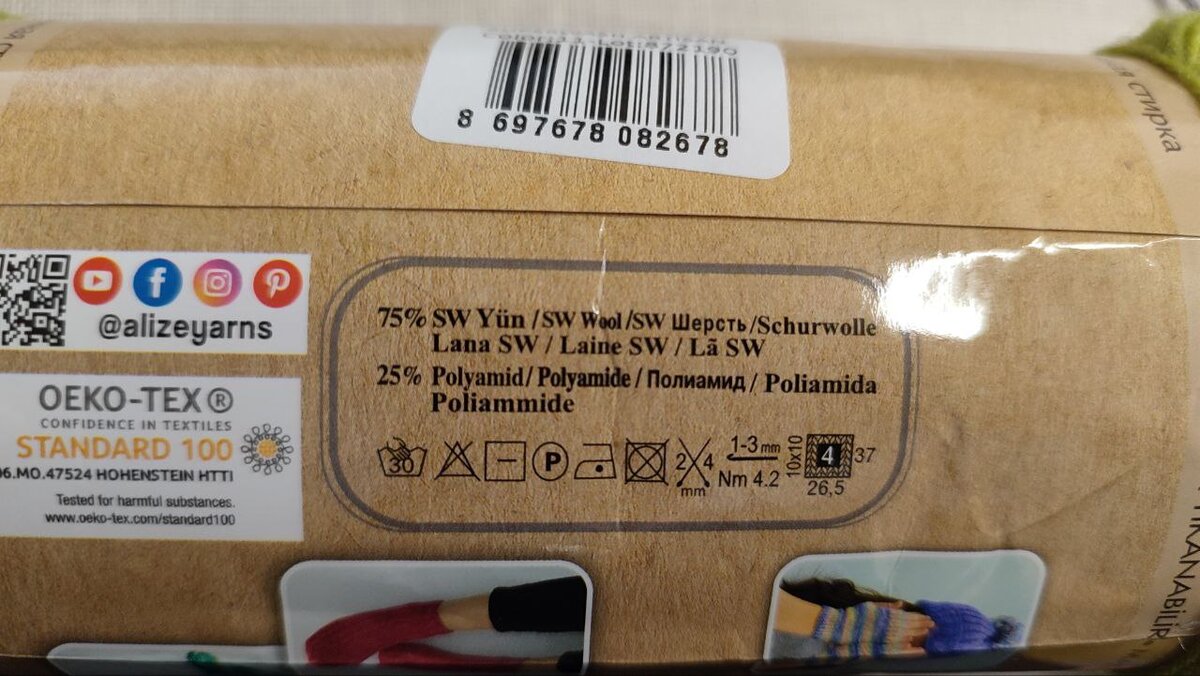 8 697678 082678
стирка
@alizeyarns
75% SW Yün / SW Wool / SW Шерсть / Schurwolle
Lana SW / Laine SW / Lã SW
25% Polyamid / Polyamide / Полиамид / Poliamida
Poliammide
OEKO-TEX®
CONFIDENCE IN TEXTILES
STANDARD 100
06.MO.47524 HOHENSTEIN HTTI
Tested for harmful substances.
www.oeko-tex.com/standard100
30 P 2 4 mm 1-3 mm Nm 4.2 10x10 4 37 26,5